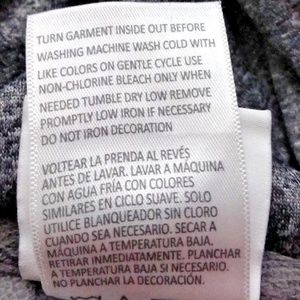 TURN GARMENT INSIDE OUT BEFORE
WASHING MACHINE WASH COLD WITH
LIKE COLORS ON GENTLE CYCLE USE
NON-CHLORINE BLEACH ONLY WHEN
NEEDED TUMBLE DRY LOW REMOVE
PROMPTLY LOW IRON IF NECESSARY
DO NOT IRON DECORATION
VOLTEAR LA PRENDA AL REVÉS
ANTES DE LAVAR. LAVAR A MÁQUINA
CON AGUA FRÍA CON COLORES
SIMILARES EN CICLO SUAVE. SOLO
UTILICE BLANQUEADOR SIN CLORO
CUANDO SEA NECESARIO. SECAR A
MÁQUINA A TEMPERATURA BAJA.
RETIRAR INMEDIATAMENTE. PLANCHAR
A TEMPERATURA BAJA SI ES NECESARIO.
NO PLANCHAR LA DECORACIÓN.